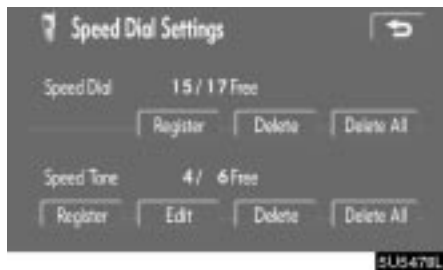 Speed Dial Settings
Speed Dial 15/17 Free
Register Delete Delete All
Speed Tone 4/ 6 Free
Register Edit Delete Delete All
5U5478L